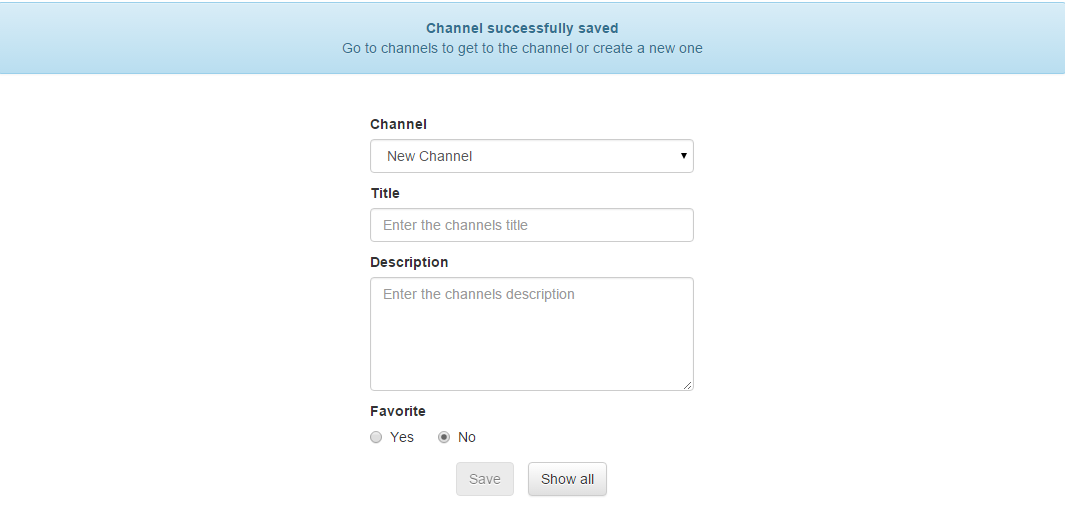 Channel successfully saved
Go to channels to get to the channel or create a new one
Channel
New Channel
Title
Enter the channels title
Description
Enter the channels description
Favorite
Yes No
Save Show all